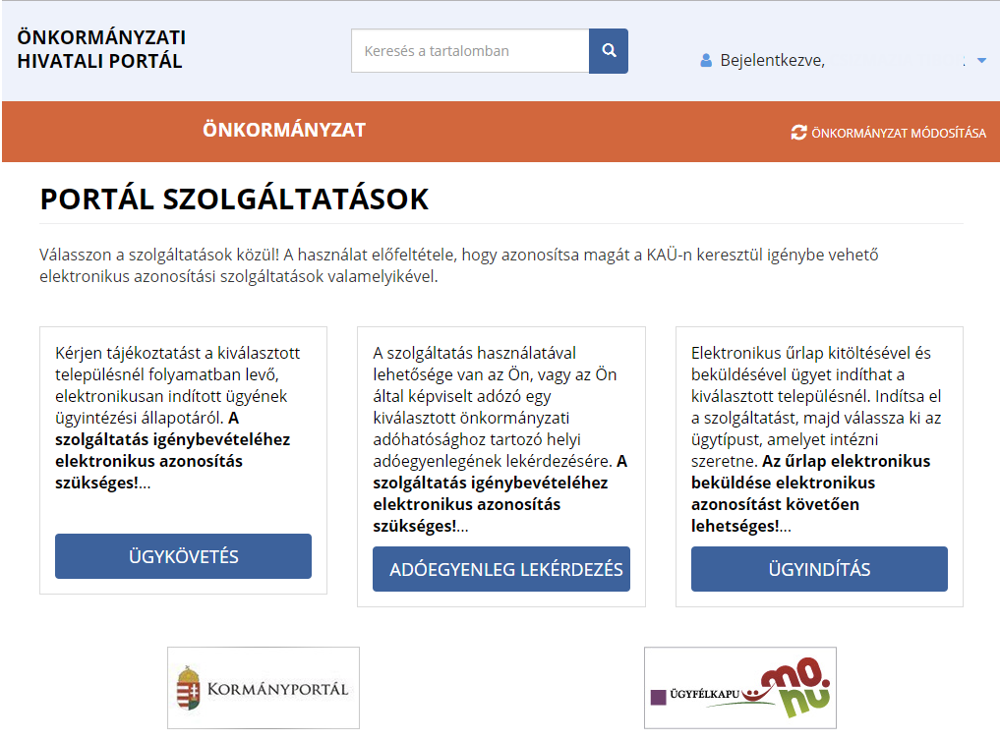 ÖNKORMÁNYZATI
HIVATALI PORTÁL
Keresés a tartalomban
Bejelentkezve,
ÖNKORMÁNYZAT
ÖNKORMÁNYZAT MÓDOSÍTÁSA
PORTÁL SZOLGÁLTATÁSOK
Válasszon a szolgáltatások közül! A használat előfeltétele, hogy azonosítsa magát a KAÜ-n keresztül igénybe vehető
elektronikus azonosítási szolgáltatások valamelyikével.
Kérjen tájékoztatást a kiválasztott
településnél folyamatban levő,
elektronikusan indított ügyének
ügyintézési állapotáról. A
szolgáltatás igénybevételéhez
elektronikus azonosítás
szükséges!...
ÜGYKÖVETÉS
A szolgáltatás használatával
lehetősége van az Ön, vagy az Ön
által képviselt adózó egy
kiválasztott önkormányzati
adóhatósághoz tartozó helyi
adóegyenlegének lekérdezésére. A
szolgáltatás igénybevételéhez
elektronikus azonosítás
szükséges!...
ADÓEGYENLEG LEKÉRDEZÉS
Elektronikus űrlap kitöltésével és
beküldésével ügyet indíthat a
kiválasztott településnél. Indítsa el
a szolgáltatást, majd válassza ki az
ügytípust, amelyet intézni
szeretne. Az űrlap elektronikus
beküldése elektronikus
azonosítást követően
lehetséges!...
ÜGYINDÍTÁS
KORMÁNYPORTÁL
ÜGYFÉLKAPU
mo.
hu